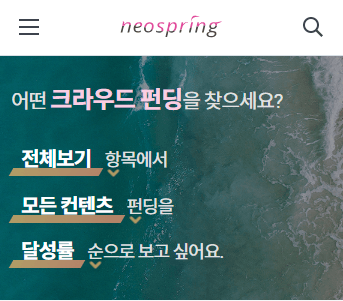 neospring
어떤 크라우드 펀딩을 찾으세요?
전체보기 항목에서
모든 컨텐츠 펀딩을
달성률 순으로 보고 싶어요.